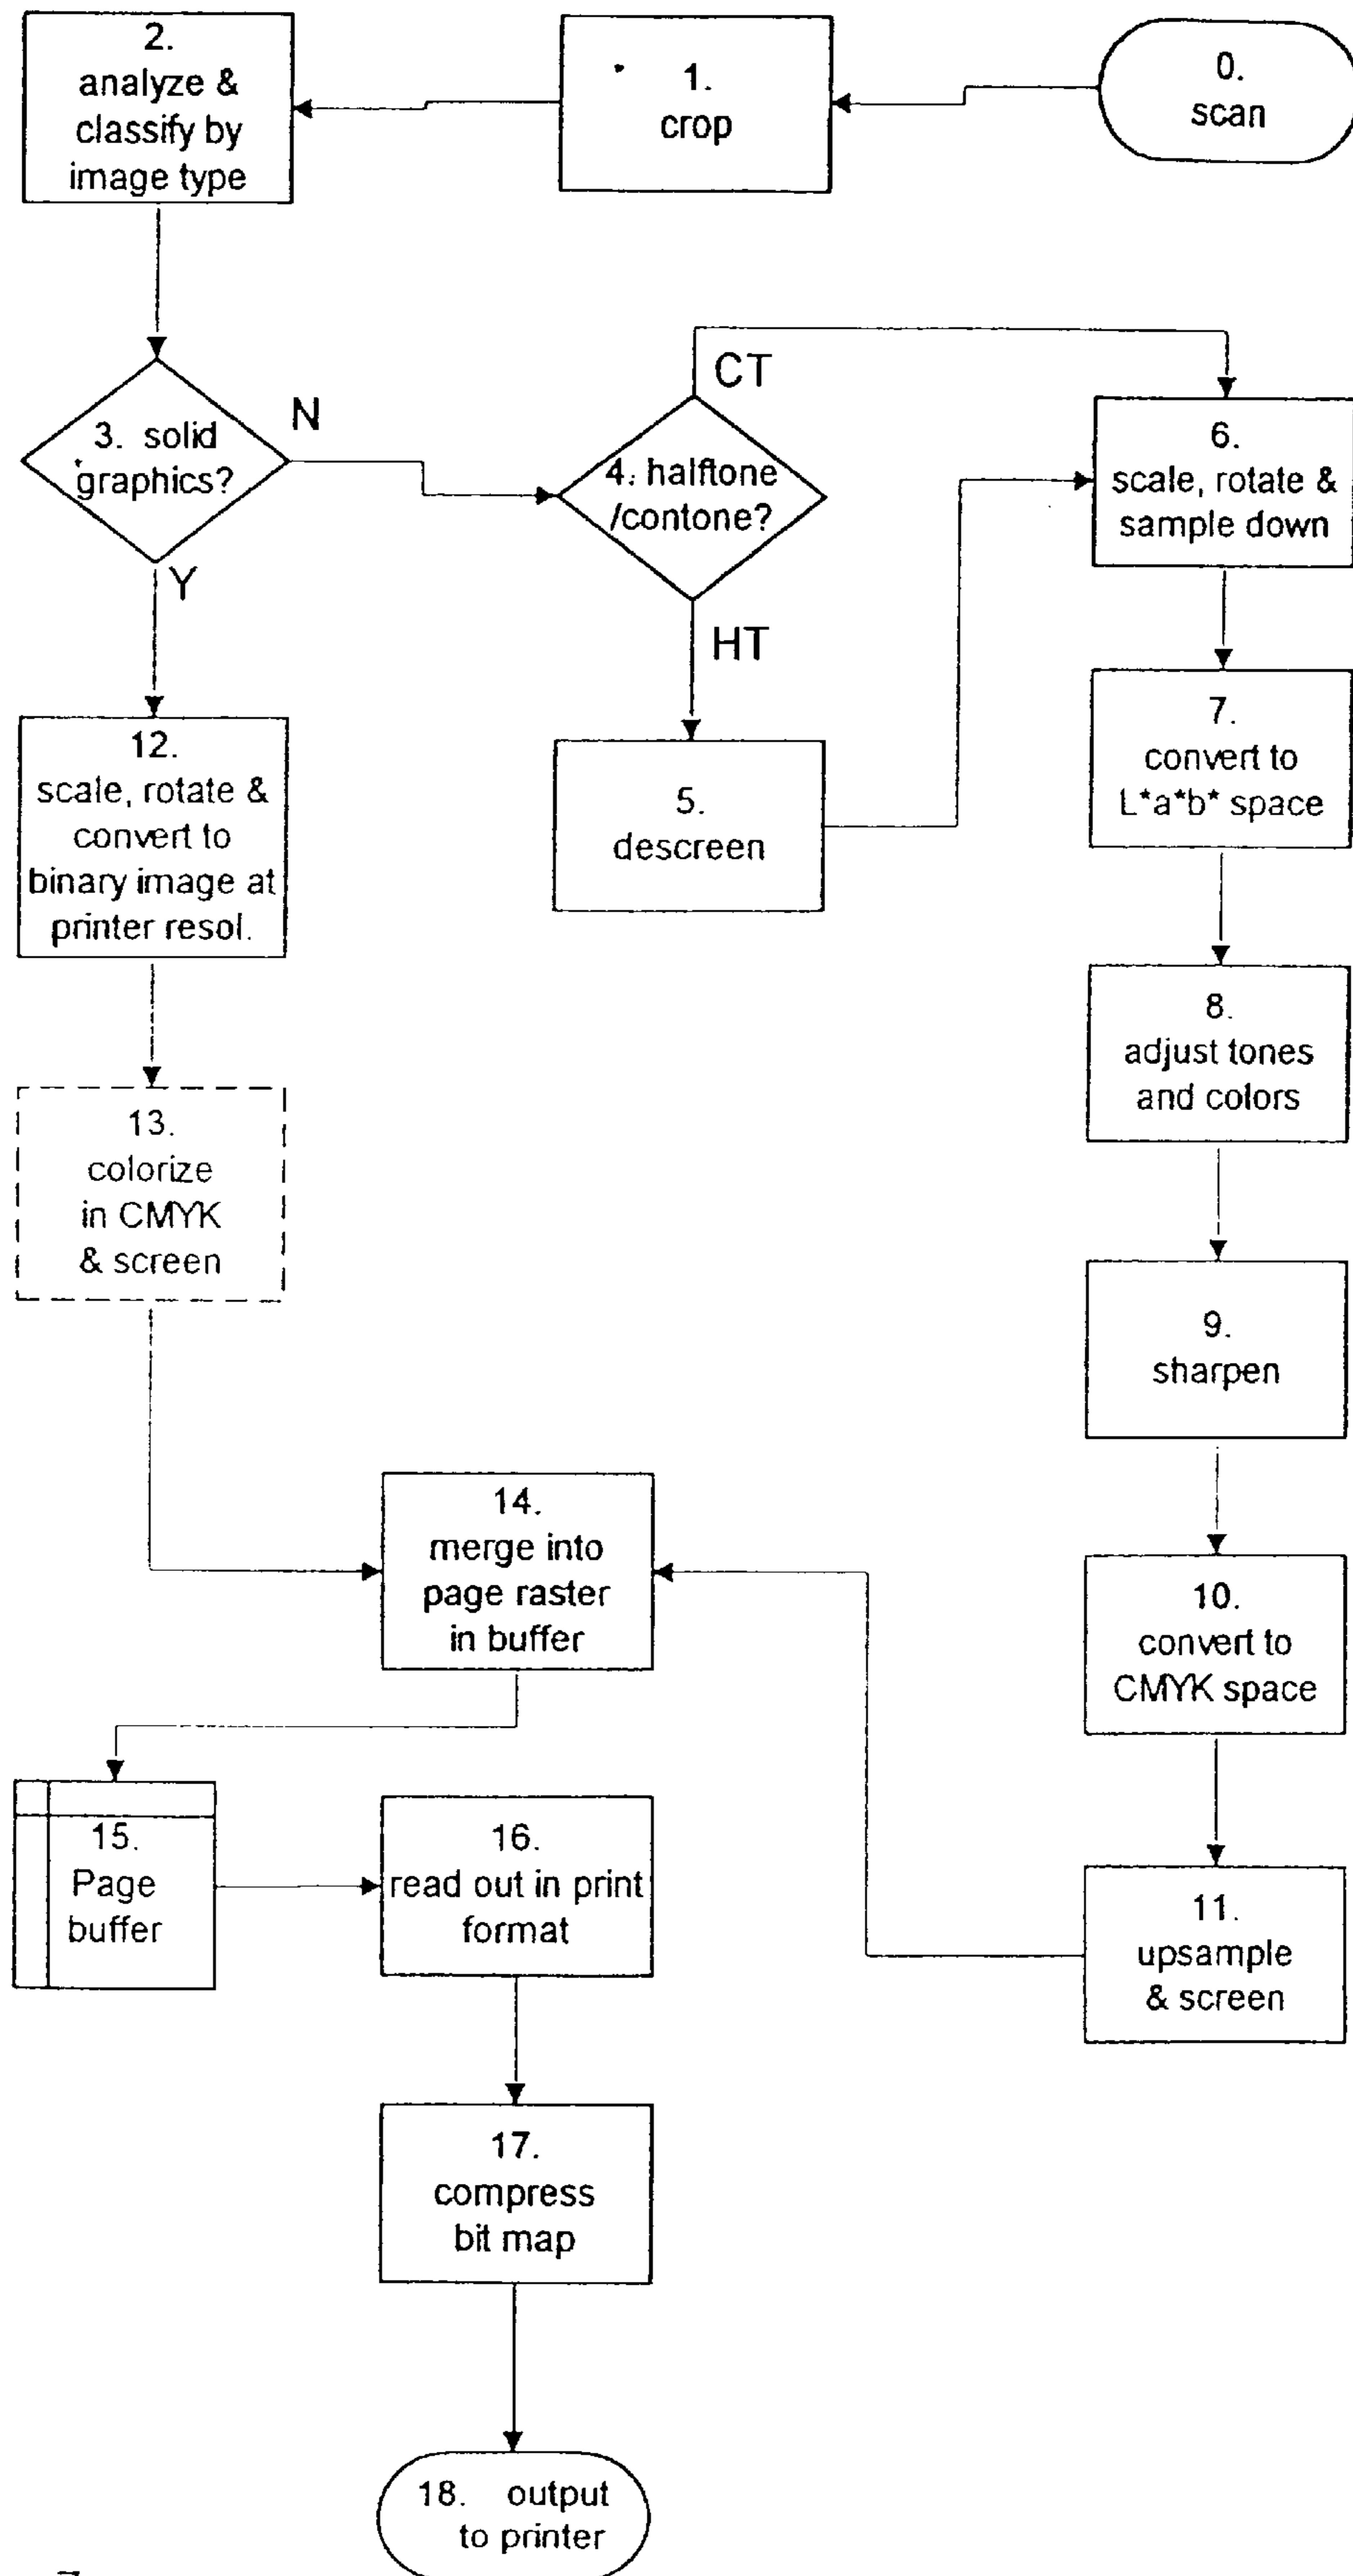 0.
scan
1.
crop
2.
analyze &
classify by
image type
3. solid
graphics?
N
Y
4. halftone
/contone?
CT
HT
5.
descreen
6.
scale, rotate &
sample down
7.
convert to
L*a*b* space
8.
adjust tones
and colors
9.
sharpen
10.
convert to
CMYK space
11.
upsample
& screen
12.
scale, rotate &
convert to
binary image at
printer resol.
13.
colorize
in CMYK
& screen
14.
merge into
page raster
in buffer
15.
Page
buffer
16.
read out in print
format
17.
compress
bit map
18. output
to printer